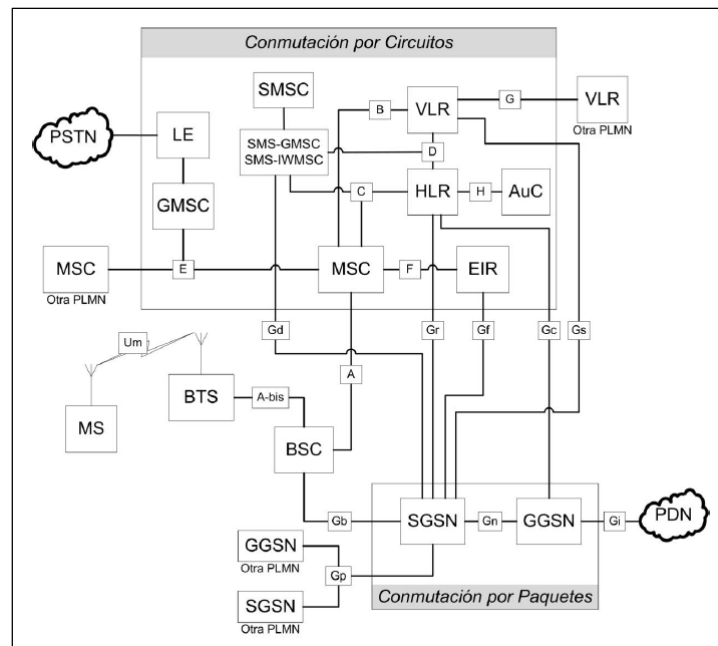 Conmutación por Circuitos
SMSC
B
VLR
G
VLR
Otra PLMN
PSTN
LE
SMS-GMSC
SMS-IWMSC
D
GMSC
C
HLR
H
AuC
MSC
Otra PLMN
E
MSC
F
EIR
Gd
Gr
Gf
Gc
Gs
Um
A
MS
BTS
A-bis
BSC
Gb
SGSN
Gn
GGSN
Gi
PDN
GGSN
Otra PLMN
Gp
SGSN
Otra PLMN
Conmutación por Paquetes